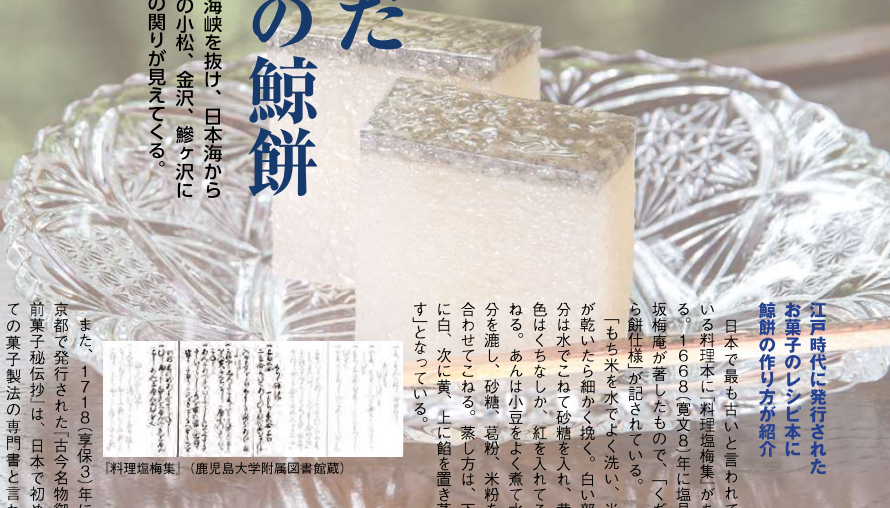 だ
の鯨餅
海峡を抜け、日本海から
の小松、金沢、鰺ヶ沢に
の関りが見えてくる。
江戸時代に発行された
お菓子のレシピ本に
鯨餅の作り方が紹介
日本で最も古いと言われて
いる料理本に「料理塩梅集」があ
る。1668(寛文8)年に塩見
坂梅庵が著したもので、「くだ
ら餅仕様」が記されている。
「もち米を水でよく洗い、米
が乾いたら細かく挽く。白い部
分は水でこねて砂糖を入れ、黄
色はくちなしか、紅を入れてこ
ねる。あんは小豆をよく煮て水
分を漉し、砂糖、葛粉、米粉を
合わせてこねる。蒸し方は、下
に白、次に黄、上に餡を置き蒸
す」となっている。
『料理塩梅集』(鹿児島大学附属図書館蔵)
また、1718(享保3)年に
京都で発行された『古今名物御
前菓子秘伝抄』は、日本で初め
ての菓子製法の専門書と言わ